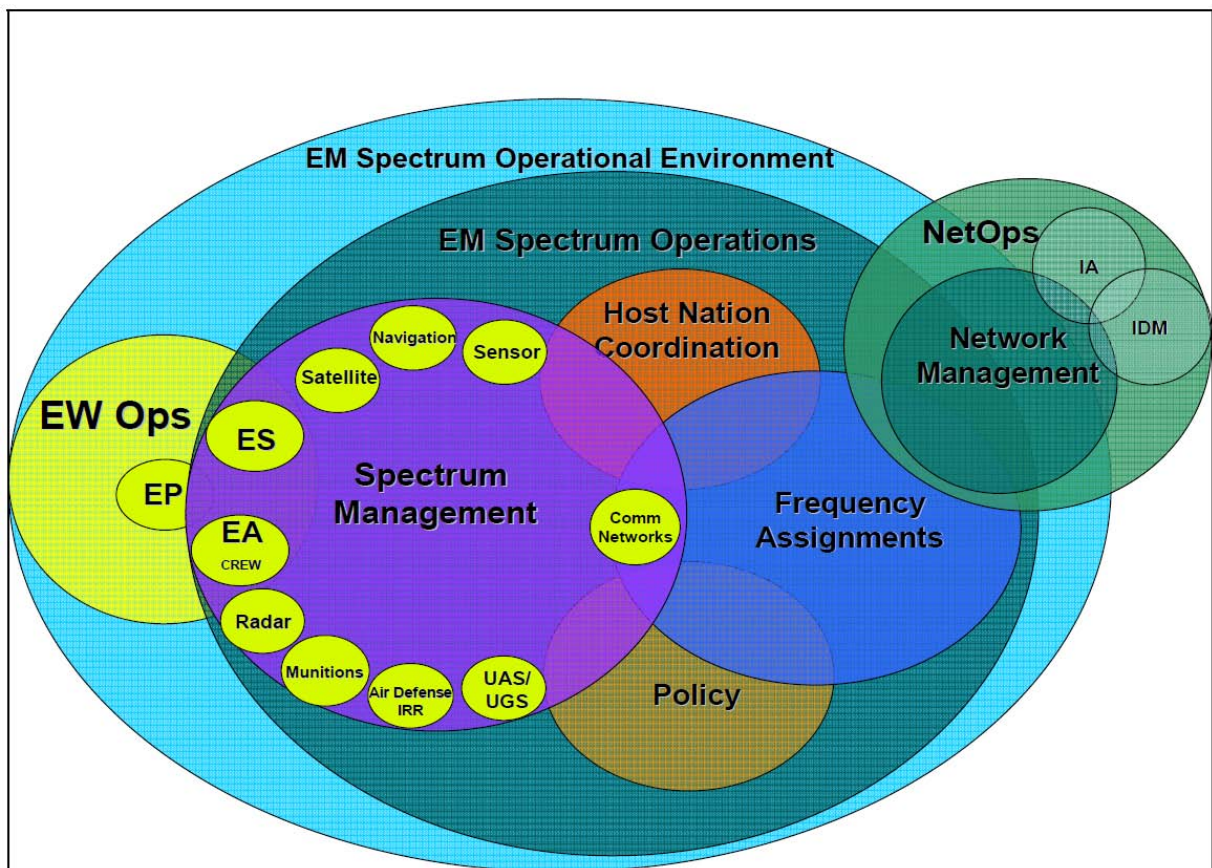 EM Spectrum Operational Environment
EM Spectrum Operations
NetOps
IA
IDM
Network
Management
Host Nation
Coordination
Navigation
Sensor
Satellite
EW Ops
ES
EP
EA
CREW
Spectrum
Management
Comm
Networks
Frequency
Assignments
Radar
Munitions
Air Defense
IRR
UAS/
UGS
Policy